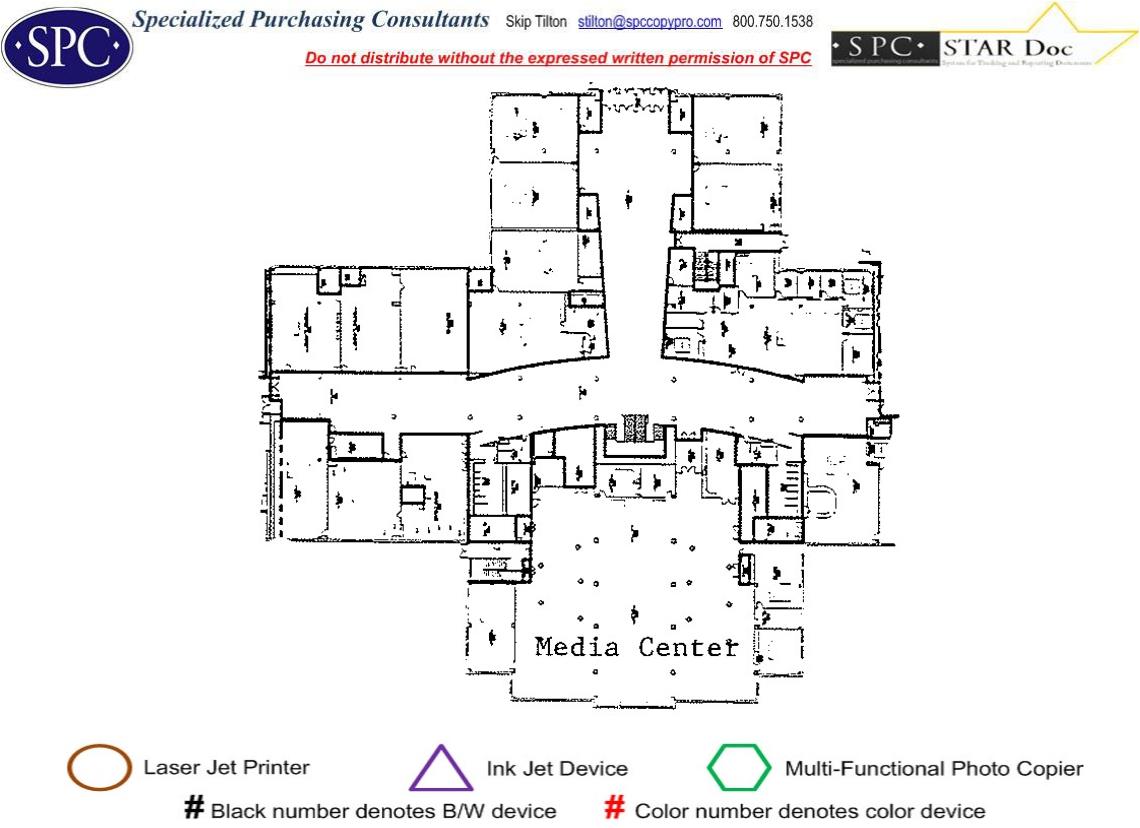 Specialized Purchasing Consultants Skip Tilton stilton@spccopypro.com 800.750.1538
·SPC·
Do not distribute without the expressed written permission of SPC
·SPC· STAR Doc
specialized purchasing consultants System for Tracking and Reporting Documents
Media Center
Laser Jet Printer Ink Jet Device Multi-Functional Photo Copier
# Black number denotes B/W device # Color number denotes color device